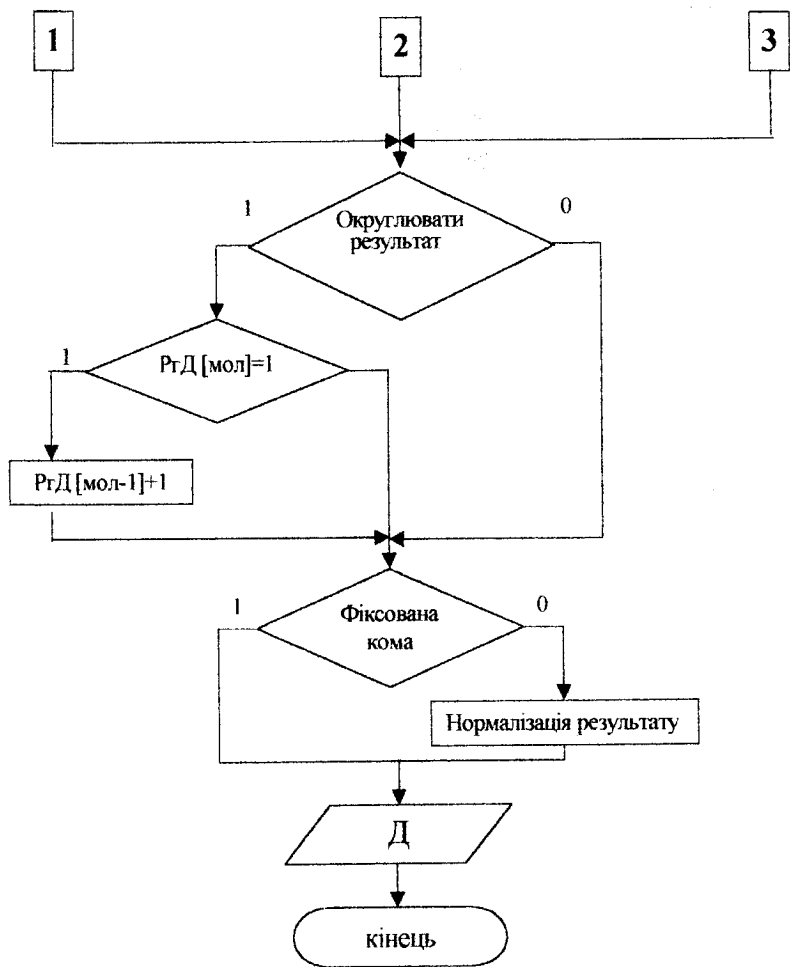 1
2
3
1
0
Округлювати
результат
1
РгД [мол]=1
РгД [мол-1]+1
1
0
Фіксована
кома
Нормалізація результату
Д
кінець